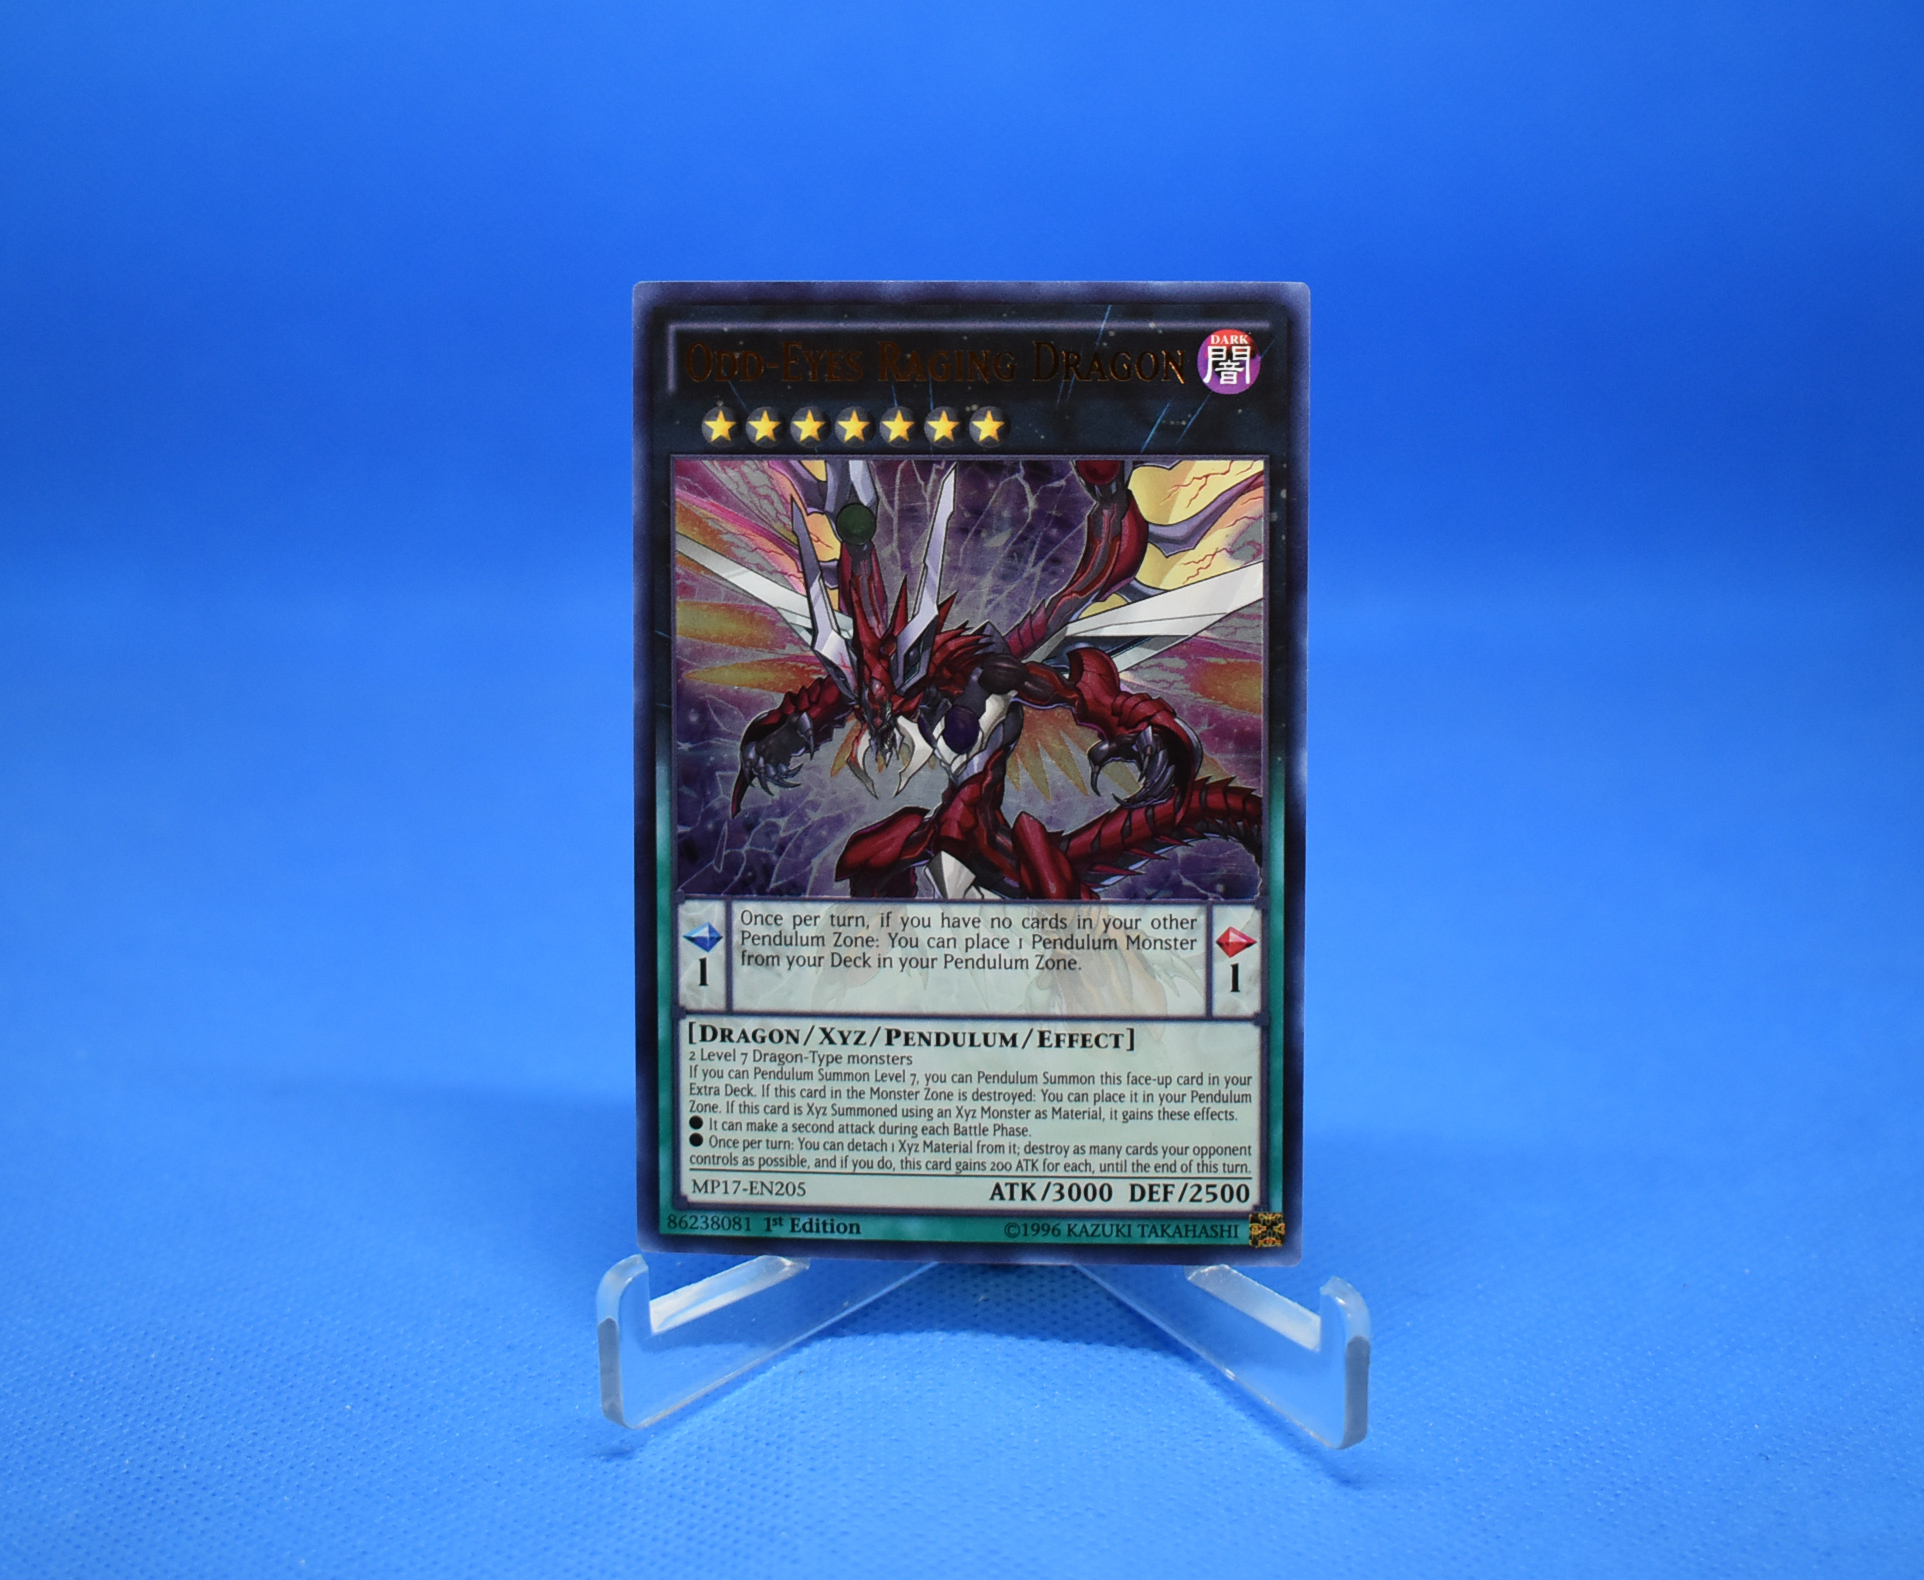 ODD-EYES RAGING DRAGON
DARK
闇
Once per turn, if you have no cards in your other
Pendulum Zone: You can place 1 Pendulum Monster
from your Deck in your Pendulum Zone.
1
1
[DRAGON/XYZ/PENDULUM/EFFECT]
2 Level 7 Dragon-Type monsters
If you can Pendulum Summon Level 7, you can Pendulum Summon this face-up card in your
Extra Deck. If this card in the Monster Zone is destroyed: You can place it in your Pendulum
Zone. If this card is Xyz Summoned using an Xyz Monster as Material, it gains these effects.
● It can make a second attack during each Battle Phase.
● Once per turn: You can detach 1 Xyz Material from it; destroy as many cards your opponent
controls as possible, and if you do, this card gains 200 ATK for each, until the end of this turn.
MP17-EN205
ATK/3000 DEF/2500
86238081 1st Edition
©1996 KAZUKI TAKAHASHI